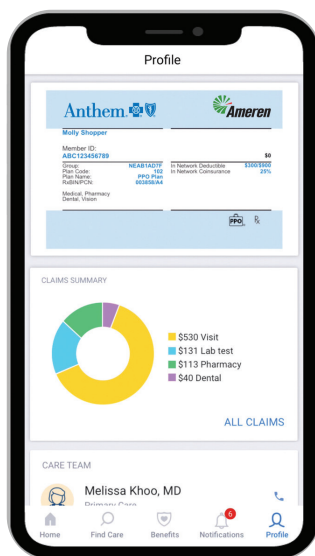 Profile
Anthem
Ameren
Molly Shopper
Member ID:
ABC123456789
$0
Group: NEAB1AD7F In Network Deductible $300/$900
Plan Code: 102 In Network Coinsurance 25%
Plan Name: PPO Plan
RxBIN/PCN: 003858/A4
Medical, Pharmacy
Dental, Vision
PPO Rx
CLAIMS SUMMARY
$530 Visit
$131 Lab test
$113 Pharmacy
$40 Dental
ALL CLAIMS
CARE TEAM
Melissa Khoo, MD
Primary Care
6
Home Find Care Benefits Notifications Profile